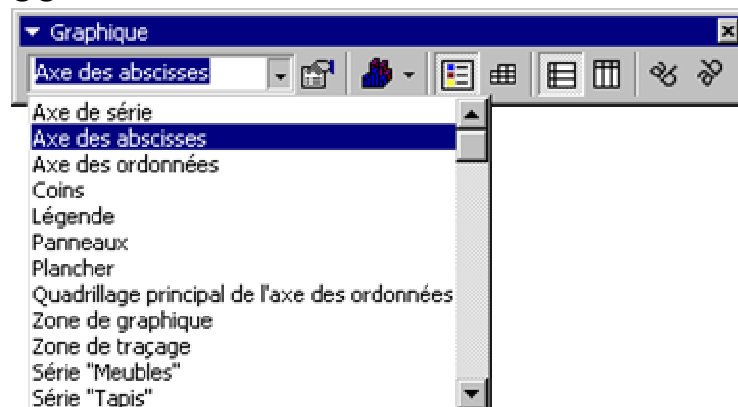 Graphique
Axe des abscisses
Axe de série
Axe des abscisses
Axe des ordonnées
Coins
Légende
Panneaux
Plancher
Quadrillage principal de l'axe des ordonnées
Zone de graphique
Zone de traçage
Série "Meubles"
Série "Tapis"